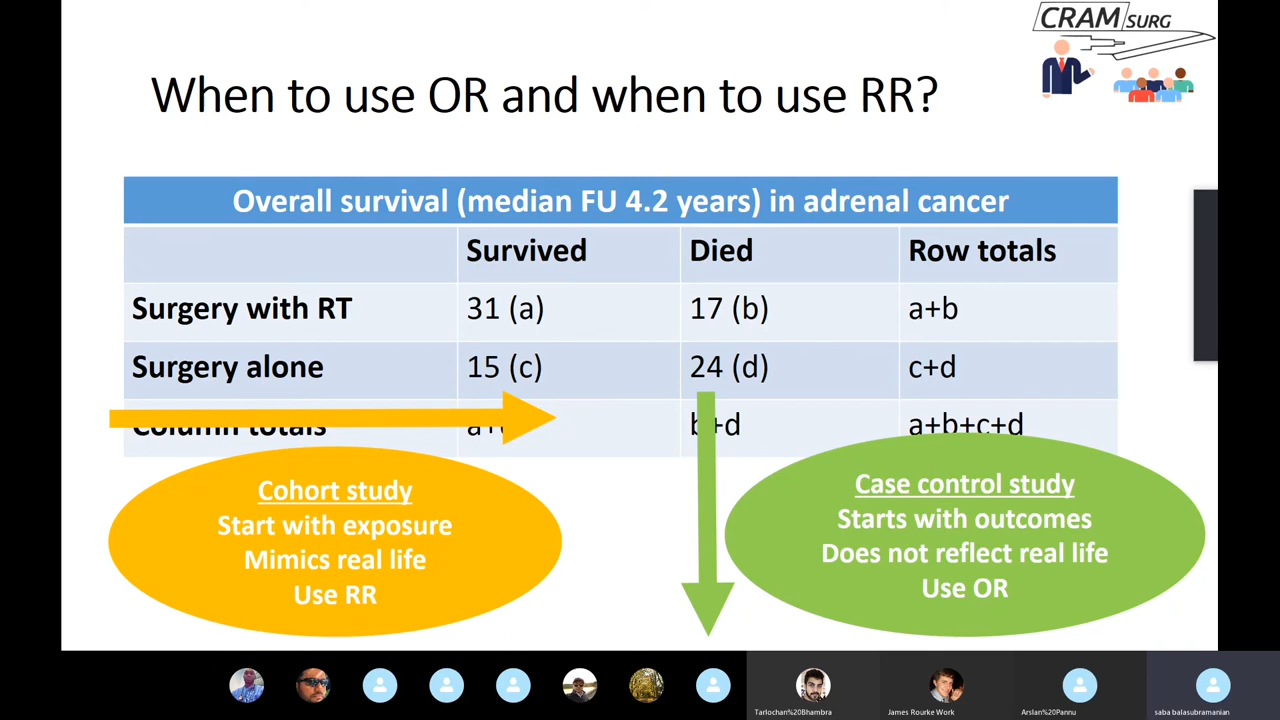 CRAMSURG
When to use OR and when to use RR?
Overall survival (median FU 4.2 years) in adrenal cancer
Survived Died Row totals
Surgery with RT 31 (a) 17 (b) a+b
Surgery alone 15 (c) 24 (d) c+d
Column totals b+d a+b+c+d
Cohort study
Start with exposure
Mimics real life
Use RR
Case control study
Starts with outcomes
Does not reflect real life
Use OR
Tarlochan%20Bhambra
James Rourke Work
Arslan%20Pannu
saba balasubramanian